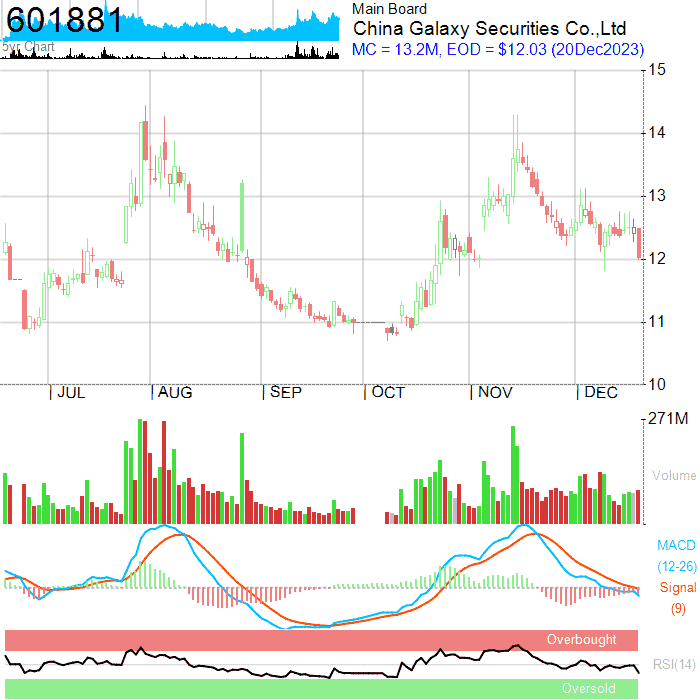 601881
5yr Chart
Main Board
China Galaxy Securities Co.,Ltd
MC = 13.2M, EOD = $12.03 (20Dec2023)
15
14
13
12
11
10
JUL
AUG
SEP
OCT
NOV
DEC
271M
Volume
MACD
(12-26)
Signal
(9)
Overbought
RSI(14)
Oversold